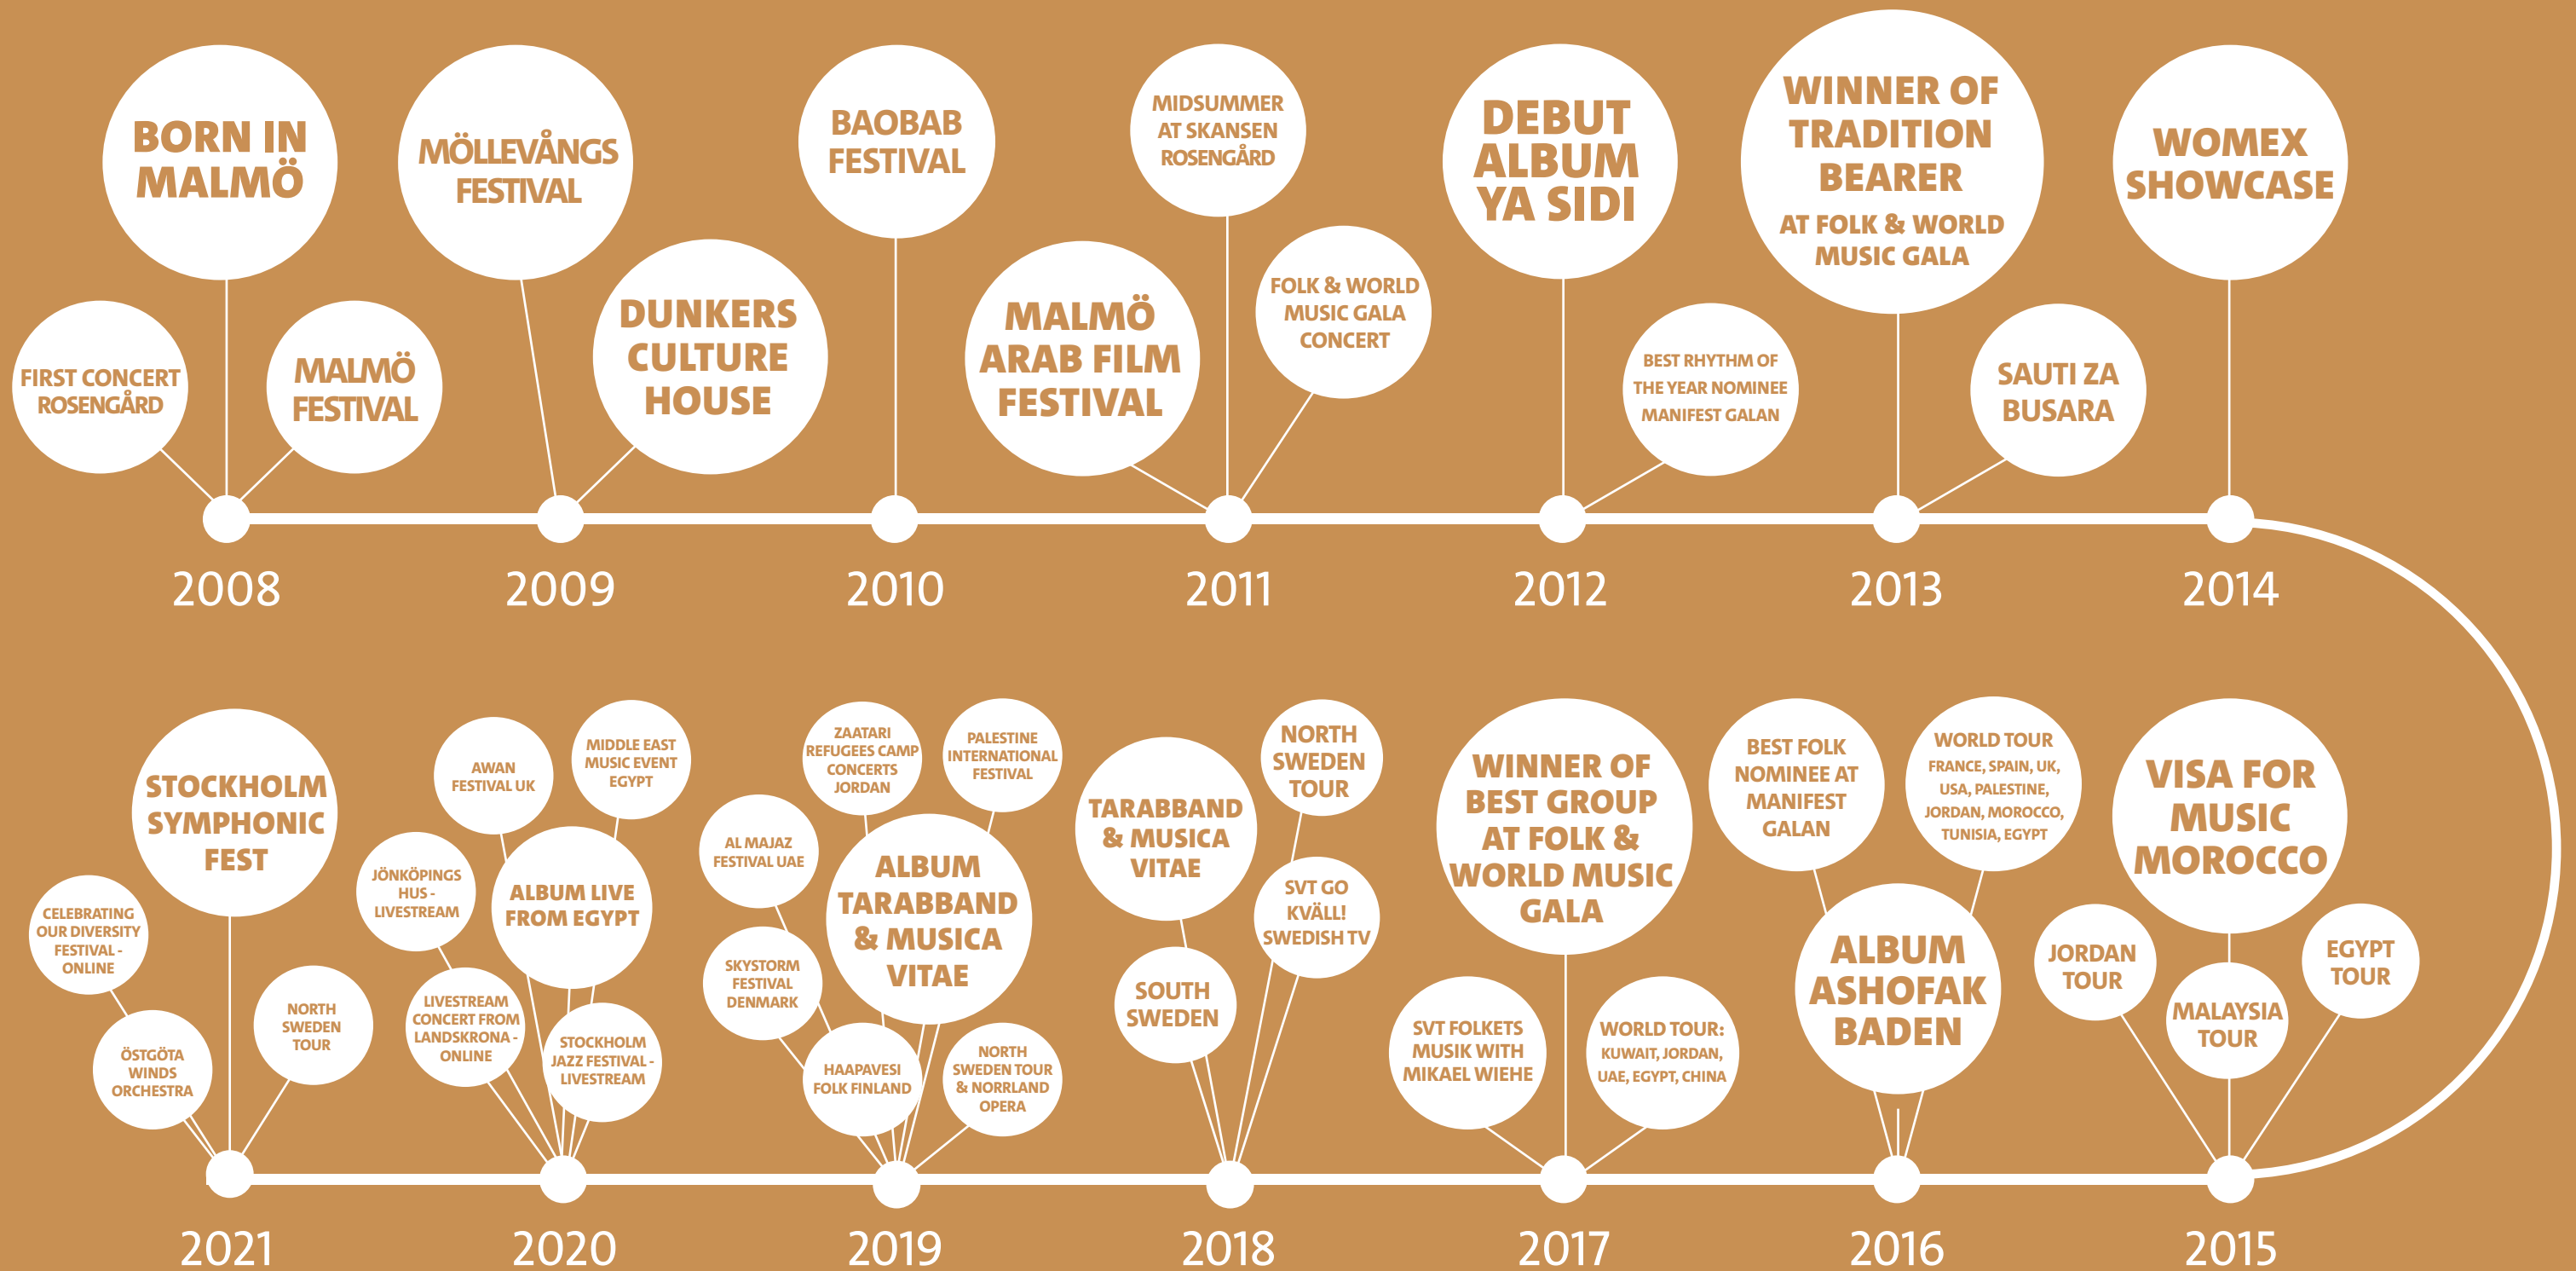 BORN IN
MALMÖ
FIRST CONCERT
ROSENGÅRD
MALMÖ
FESTIVAL
2008
MÖLLEVÅNGS
FESTIVAL
DUNKERS
CULTURE
HOUSE
2009
BAOBAB
FESTIVAL
2010
MALMÖ
ARAB FILM
FESTIVAL
MIDSUMMER
AT SKANSEN
ROSENGÅRD
FOLK & WORLD
MUSIC GALA
CONCERT
2011
DEBUT
ALBUM
YA SIDI
BEST RHYTHM OF
THE YEAR NOMINEE
MANIFEST GALAN
2012
WINNER OF
TRADITION
BEARER
AT FOLK & WORLD
MUSIC GALA
SAUTI ZA
BUSARA
2013
WOMEX
SHOWCASE
2014
VISA FOR
MUSIC
MOROCCO
JORDAN
TOUR
MALAYSIA
TOUR
EGYPT
TOUR
2015
BEST FOLK
NOMINEE AT
MANIFEST
GALAN
WORLD TOUR
FRANCE, SPAIN, UK,
USA, PALESTINE,
JORDAN, MOROCCO,
TUNISIA, EGYPT
ALBUM
ASHOFAK
BADEN
2016
WINNER OF
BEST GROUP
AT FOLK &
WORLD MUSIC
GALA
SVT FOLKETS
MUSIK WITH
MIKAEL WIEHE
WORLD TOUR:
KUWAIT, JORDAN,
UAE, EGYPT, CHINA
2017
TARABBAND
& MUSICA
VITAE
NORTH
SWEDEN
TOUR
SVT GO
KVÄLL!
SWEDISH TV
SOUTH
SWEDEN
2018
ZAATARI
REFUGEES CAMP
CONCERTS
JORDAN
PALESTINE
INTERNATIONAL
FESTIVAL
AL MAJAZ
FESTIVAL UAE
ALBUM
TARABBAND
& MUSICA
VITAE
SKYSTORM
FESTIVAL
DENMARK
HAAPAVESI
FOLK FINLAND
NORTH
SWEDEN TOUR
& NORRLAND
OPERA
2019
AWAN
FESTIVAL UK
MIDDLE EAST
MUSIC EVENT
EGYPT
JÖNKÖPINGS
HUS -
LIVESTREAM
ALBUM LIVE
FROM EGYPT
LIVESTREAM
CONCERT FROM
LANDSKRONA -
ONLINE
STOCKHOLM
JAZZ FESTIVAL -
LIVESTREAM
2020
STOCKHOLM
SYMPHONIC
FEST
CELEBRATING
OUR DIVERSITY
FESTIVAL -
ONLINE
ÖSTGÖTA
WINDS
ORCHESTRA
NORTH
SWEDEN
TOUR
2021